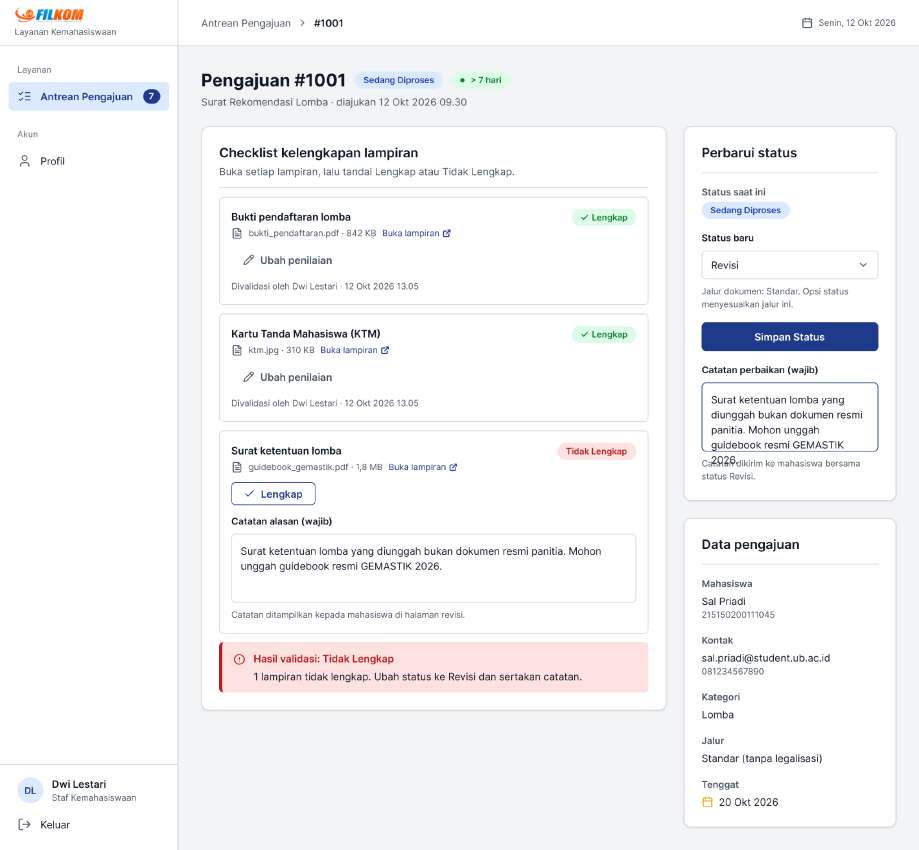 FILKOM
Layanan Kemahasiswaan
Layanan
Antrean Pengajuan 7
Akun
Profil
Dwi Lestari
DL
Staf Kemahasiswaan
Keluar
Antrean Pengajuan > #1001
Senin, 12 Okt 2026
Pengajuan #1001 Sedang Diproses > 7 hari
Surat Rekomendasi Lomba · diajukan 12 Okt 2026 09.30
Checklist kelengkapan lampiran
Buka setiap lampiran, lalu tandai Lengkap atau Tidak Lengkap.
Bukti pendaftaran lomba
Lengkap
bukti_pendaftaran.pdf · 842 KB Buka lampiran
Ubah penilaian
Divalidasi oleh Dwi Lestari · 12 Okt 2026 13.05
Kartu Tanda Mahasiswa (KTM)
Lengkap
ktm.jpg · 310 KB Buka lampiran
Ubah penilaian
Divalidasi oleh Dwi Lestari · 12 Okt 2026 13.05
Surat ketentuan lomba
Tidak Lengkap
guidebook_gemastik.pdf · 1,8 MB Buka lampiran
Lengkap
Catatan alasan (wajib)
Surat ketentuan lomba yang diunggah bukan dokumen resmi panitia. Mohon
unggah guidebook resmi GEMASTIK 2026.
Catatan ditampilkan kepada mahasiswa di halaman revisi.
Hasil validasi: Tidak Lengkap
1 lampiran tidak lengkap. Ubah status ke Revisi dan sertakan catatan.
Perbarui status
Status saat ini
Sedang Diproses
Status baru
Revisi
Jalur dokumen: Standar. Opsi status
menyesuaikan jalur ini.
Simpan Status
Catatan perbaikan (wajib)
Surat ketentuan lomba yang
diunggah bukan dokumen resmi
panitia. Mohon unggah
guidebook resmi GEMASTIK
2026.
Catatan dikirim ke mahasiswa bersama
status Revisi.
Data pengajuan
Mahasiswa
Sal Priadi
215150200111045
Kontak
sal.priadi@student.ub.ac.id
081234567890
Kategori
Lomba
Jalur
Standar (tanpa legalisasi)
Tenggat
20 Okt 2026